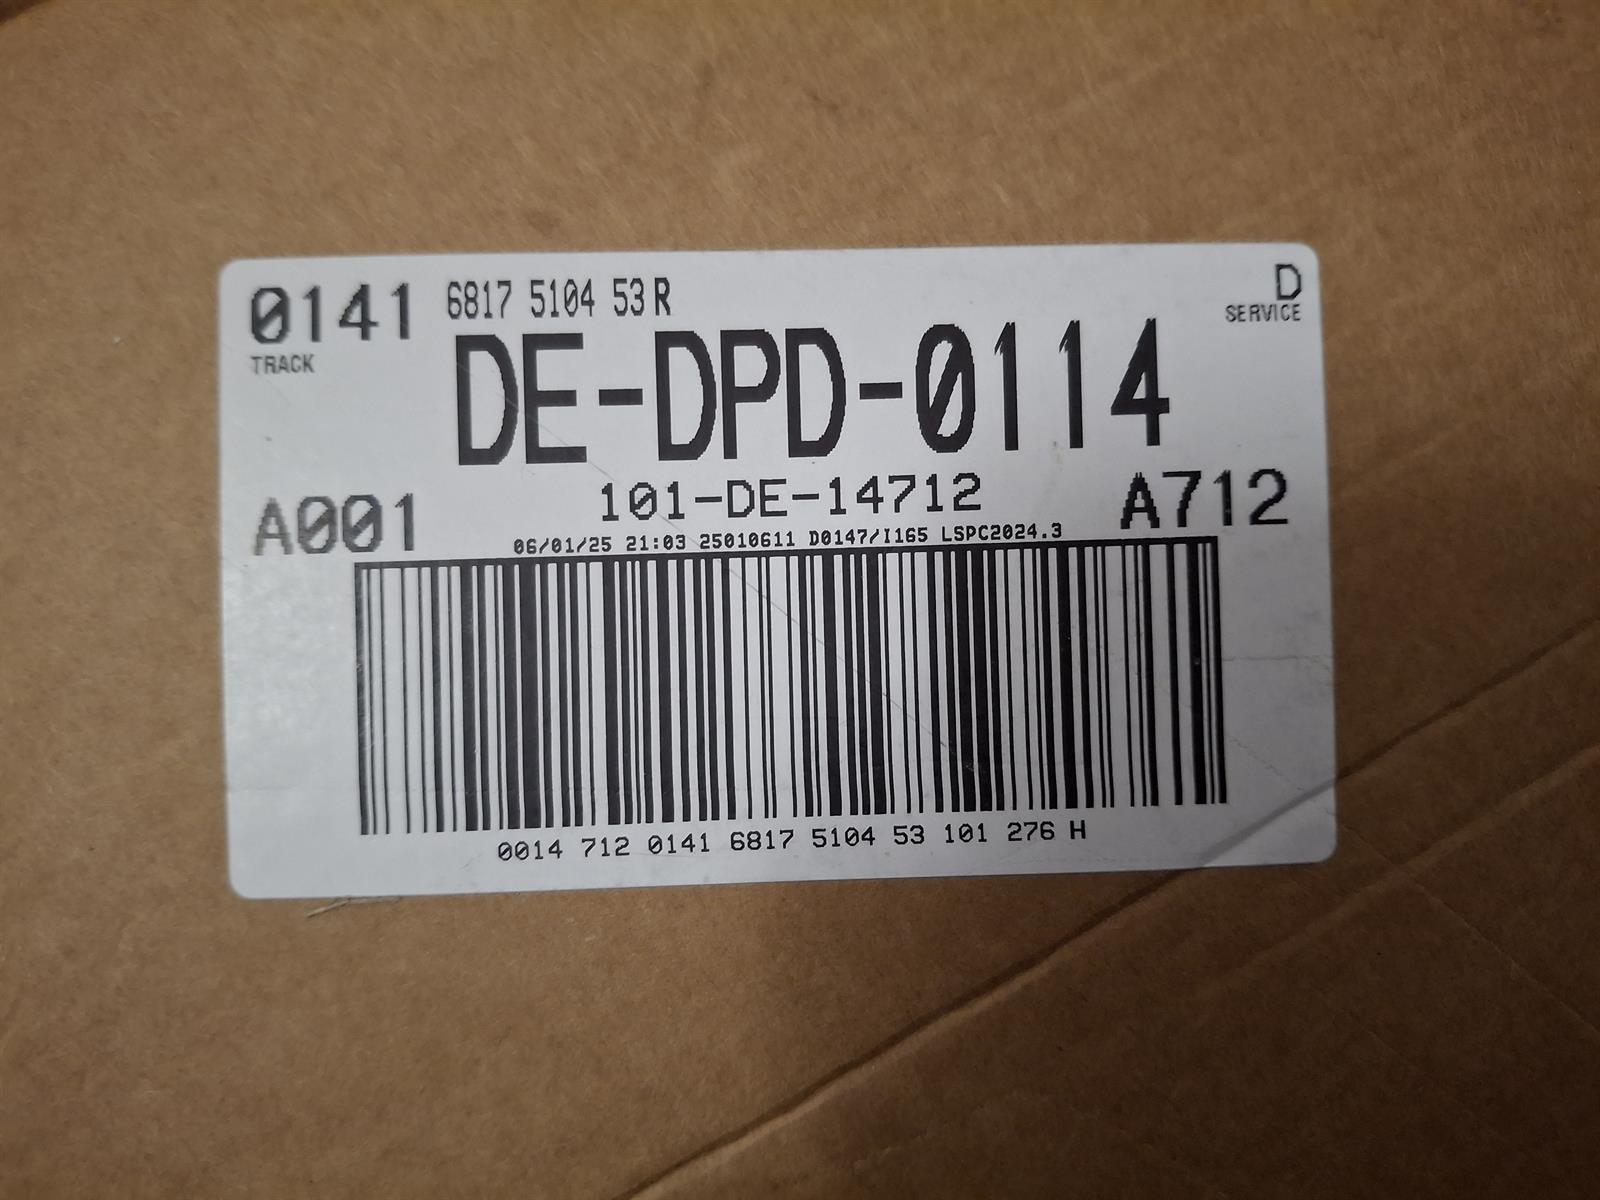 0141 6817 5104 53 R
TRACK
D
SERVICE
DE-DPD-0114
101-DE-14712
A001
A712
06/01/25 21:03 25010611 D0147/I165 LSPC2024.3
0014 712 0141 6817 5104 53 101 276 H